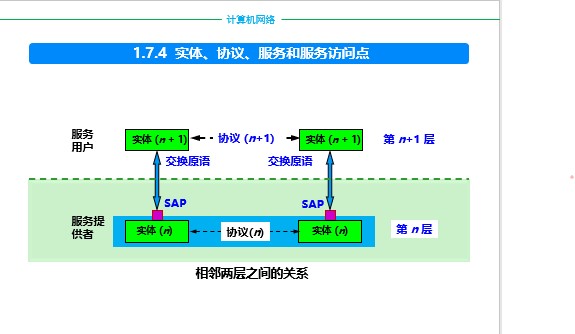 计算机网络
1.7.4 实体、协议、服务和服务访问点
服务
用户
实体 (n + 1)
协议 (n+1)
实体 (n + 1)
第 n+1 层
交换原语
交换原语
SAP
SAP
服务提
供者
实体 (n)
协议(n)
实体 (n)
第 n 层
相邻两层之间的关系